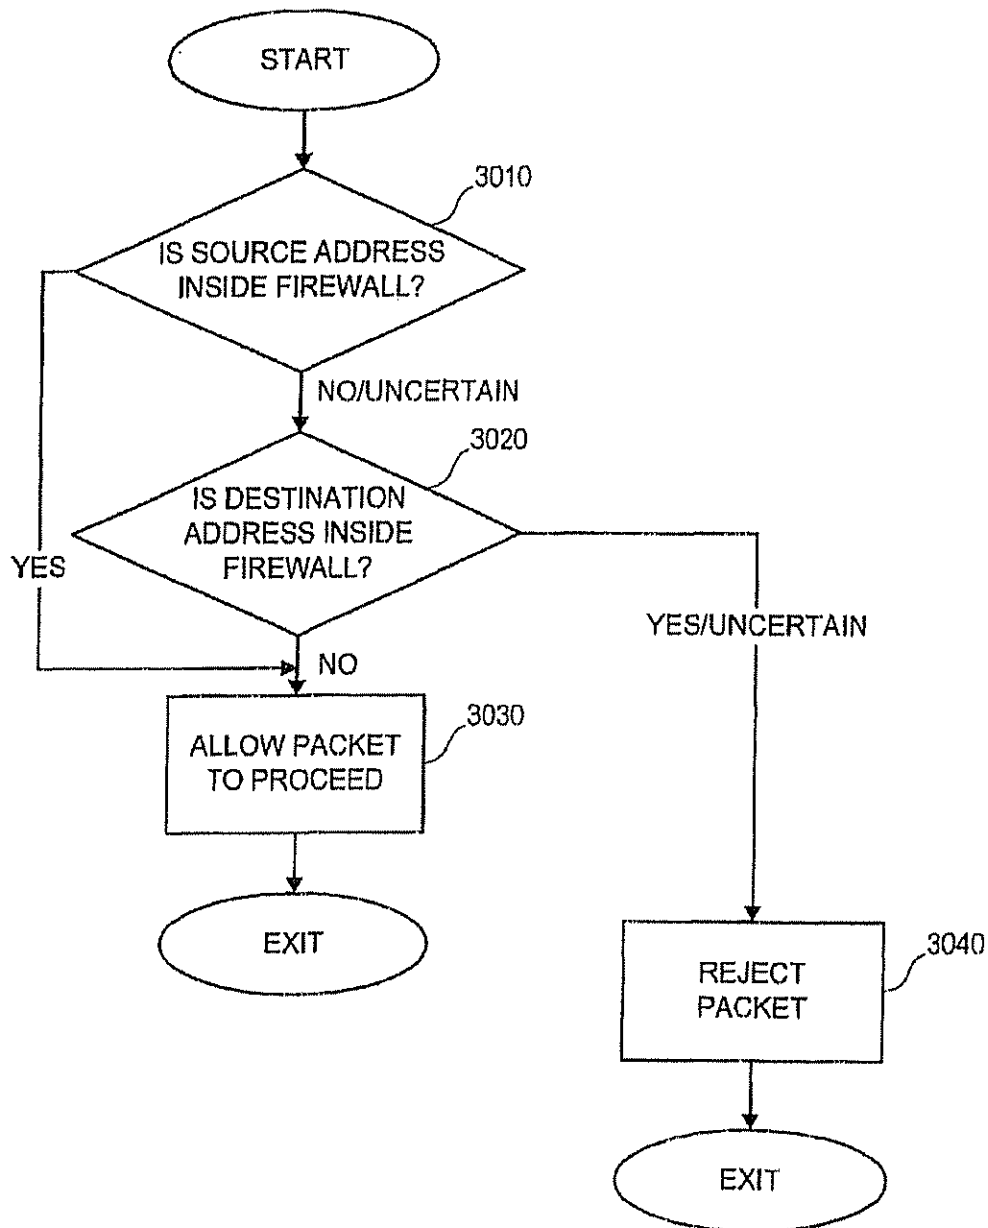 START
3010
IS SOURCE ADDRESS
INSIDE FIREWALL?
NO/UNCERTAIN
3020
IS DESTINATION
ADDRESS INSIDE
FIREWALL?
YES
YES/UNCERTAIN
NO
3030
ALLOW PACKET
TO PROCEED
EXIT
3040
REJECT
PACKET
EXIT